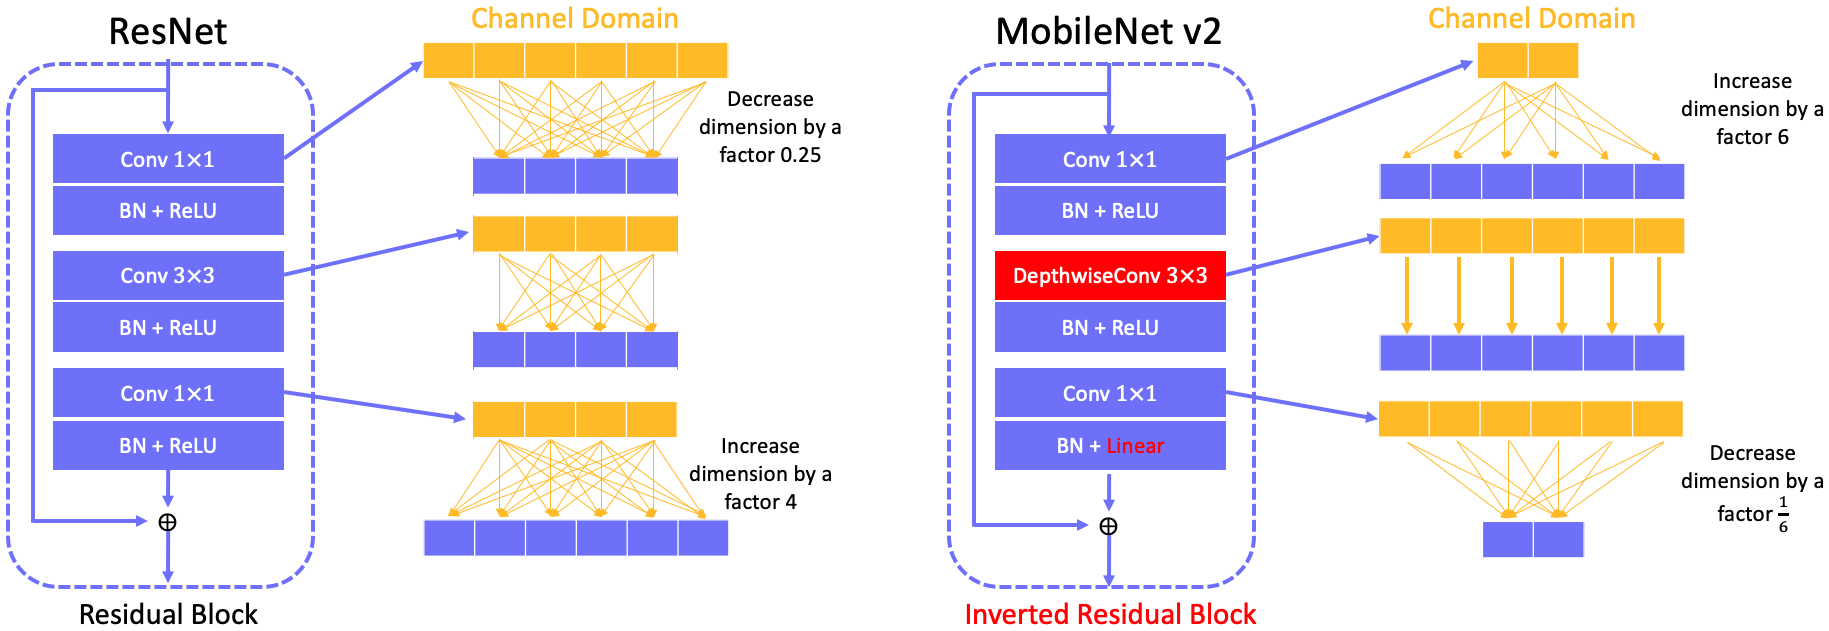 ResNet
Channel Domain
Conv 1×1
BN + ReLU
Conv 3×3
BN + ReLU
Conv 1×1
BN + ReLU
⊕
Decrease
dimension by a
factor 0.25
Increase
dimension by a
factor 4
Residual Block
MobileNet v2
Channel Domain
Conv 1×1
BN + ReLU
DepthwiseConv 3×3
BN + ReLU
Conv 1×1
BN + Linear
⊕
Increase
dimension by a
factor 6
Decrease
dimension by a
factor 1/6
Inverted Residual Block